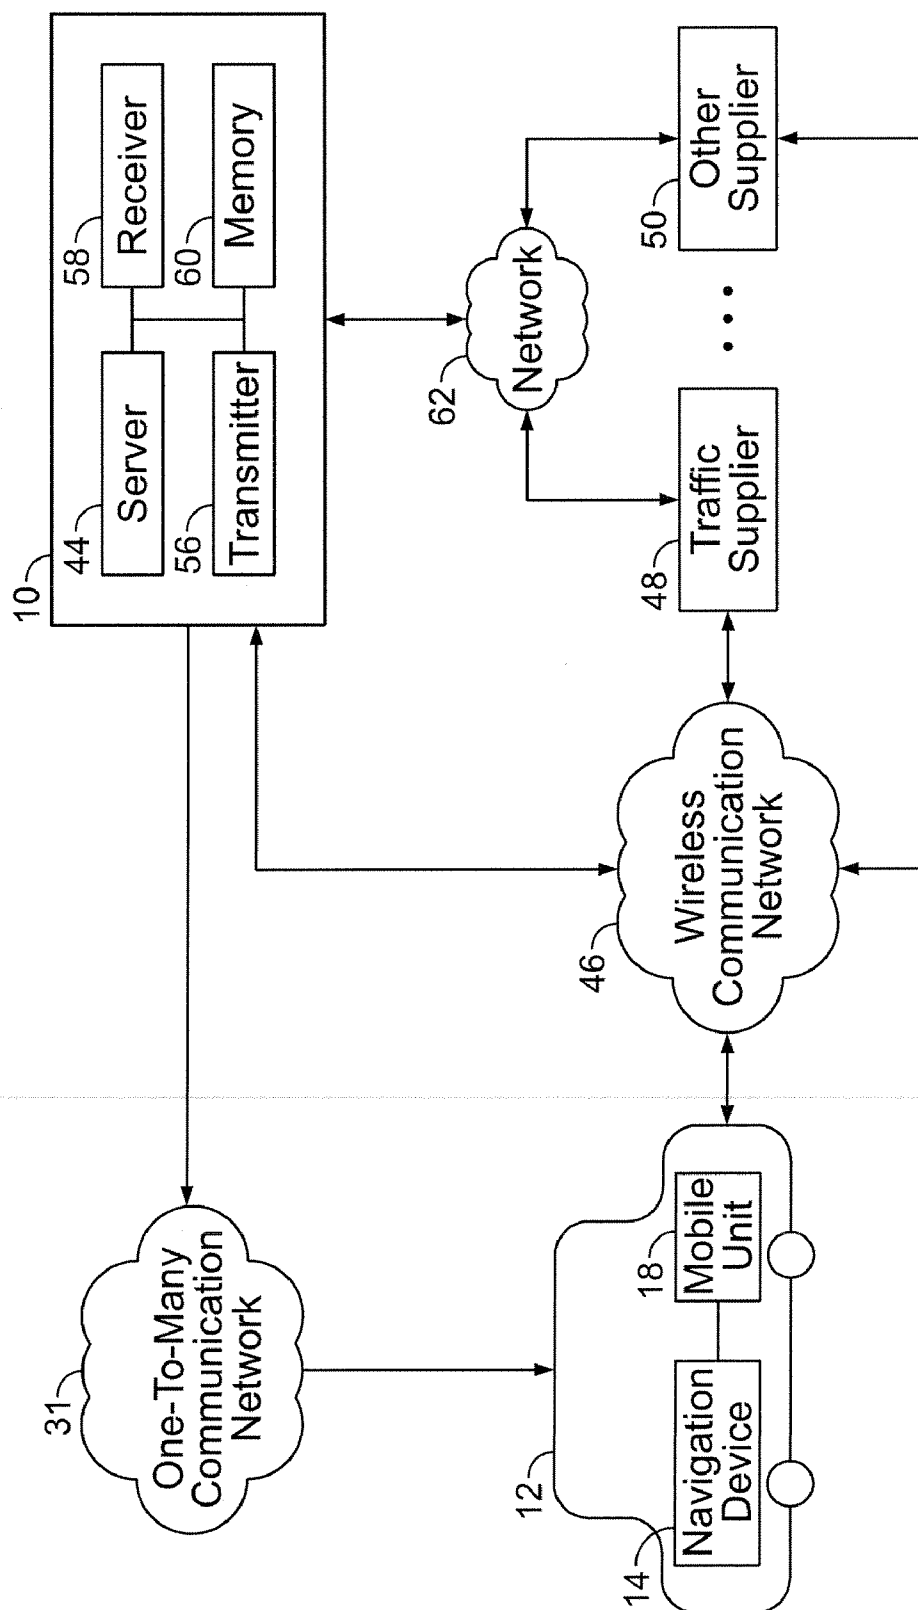 31
One-To-Many
Communication
Network
10
44
Server
58
Receiver
56
Transmitter
60
Memory
62
Network
12
14
Navigation
Device
18
Mobile
Unit
46
Wireless
Communication
Network
48
Traffic
Supplier
...
50
Other
Supplier